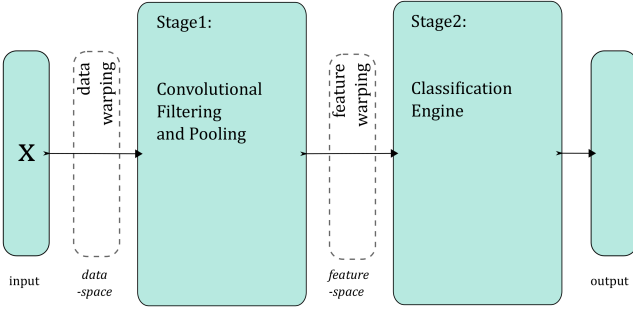 Stage1:
Convolutional
Filtering
and Pooling
Stage2:
Classification
Engine
data
warping
feature
warping
x
input
data
-space
feature
-space
output